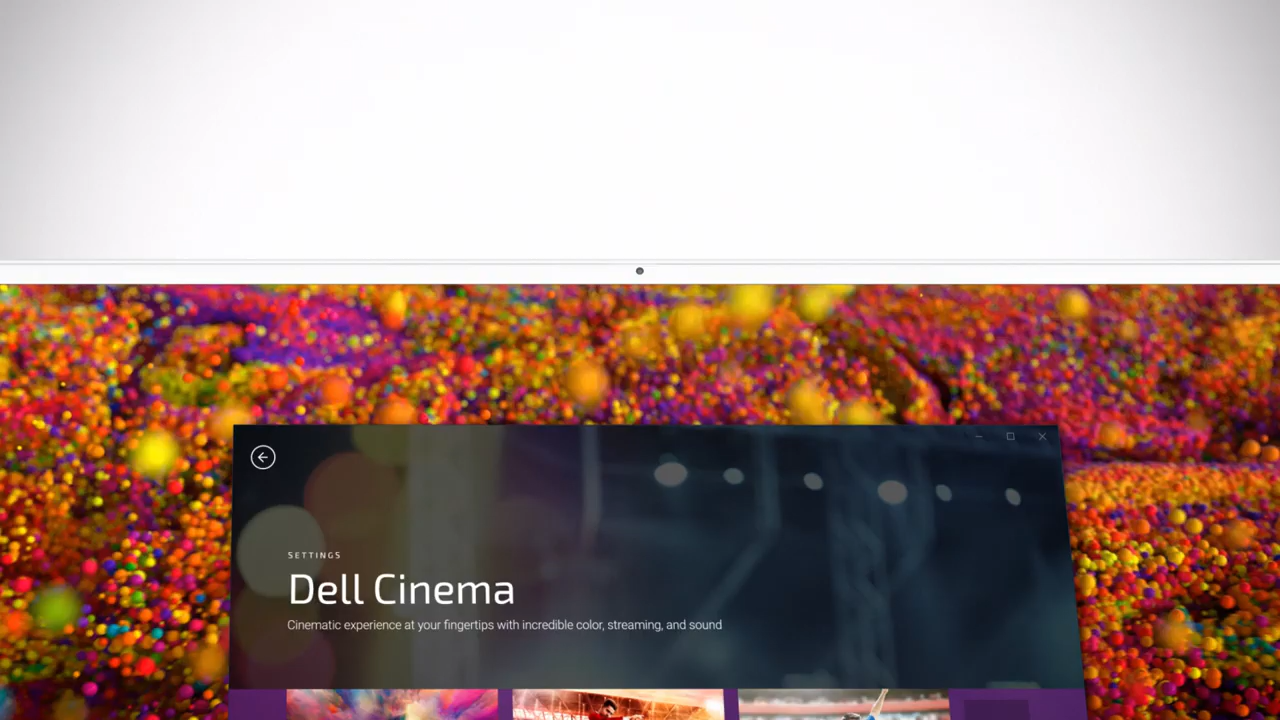 SETTINGS
Dell Cinema
Cinematic experience at your fingertips with incredible color, streaming, and sound